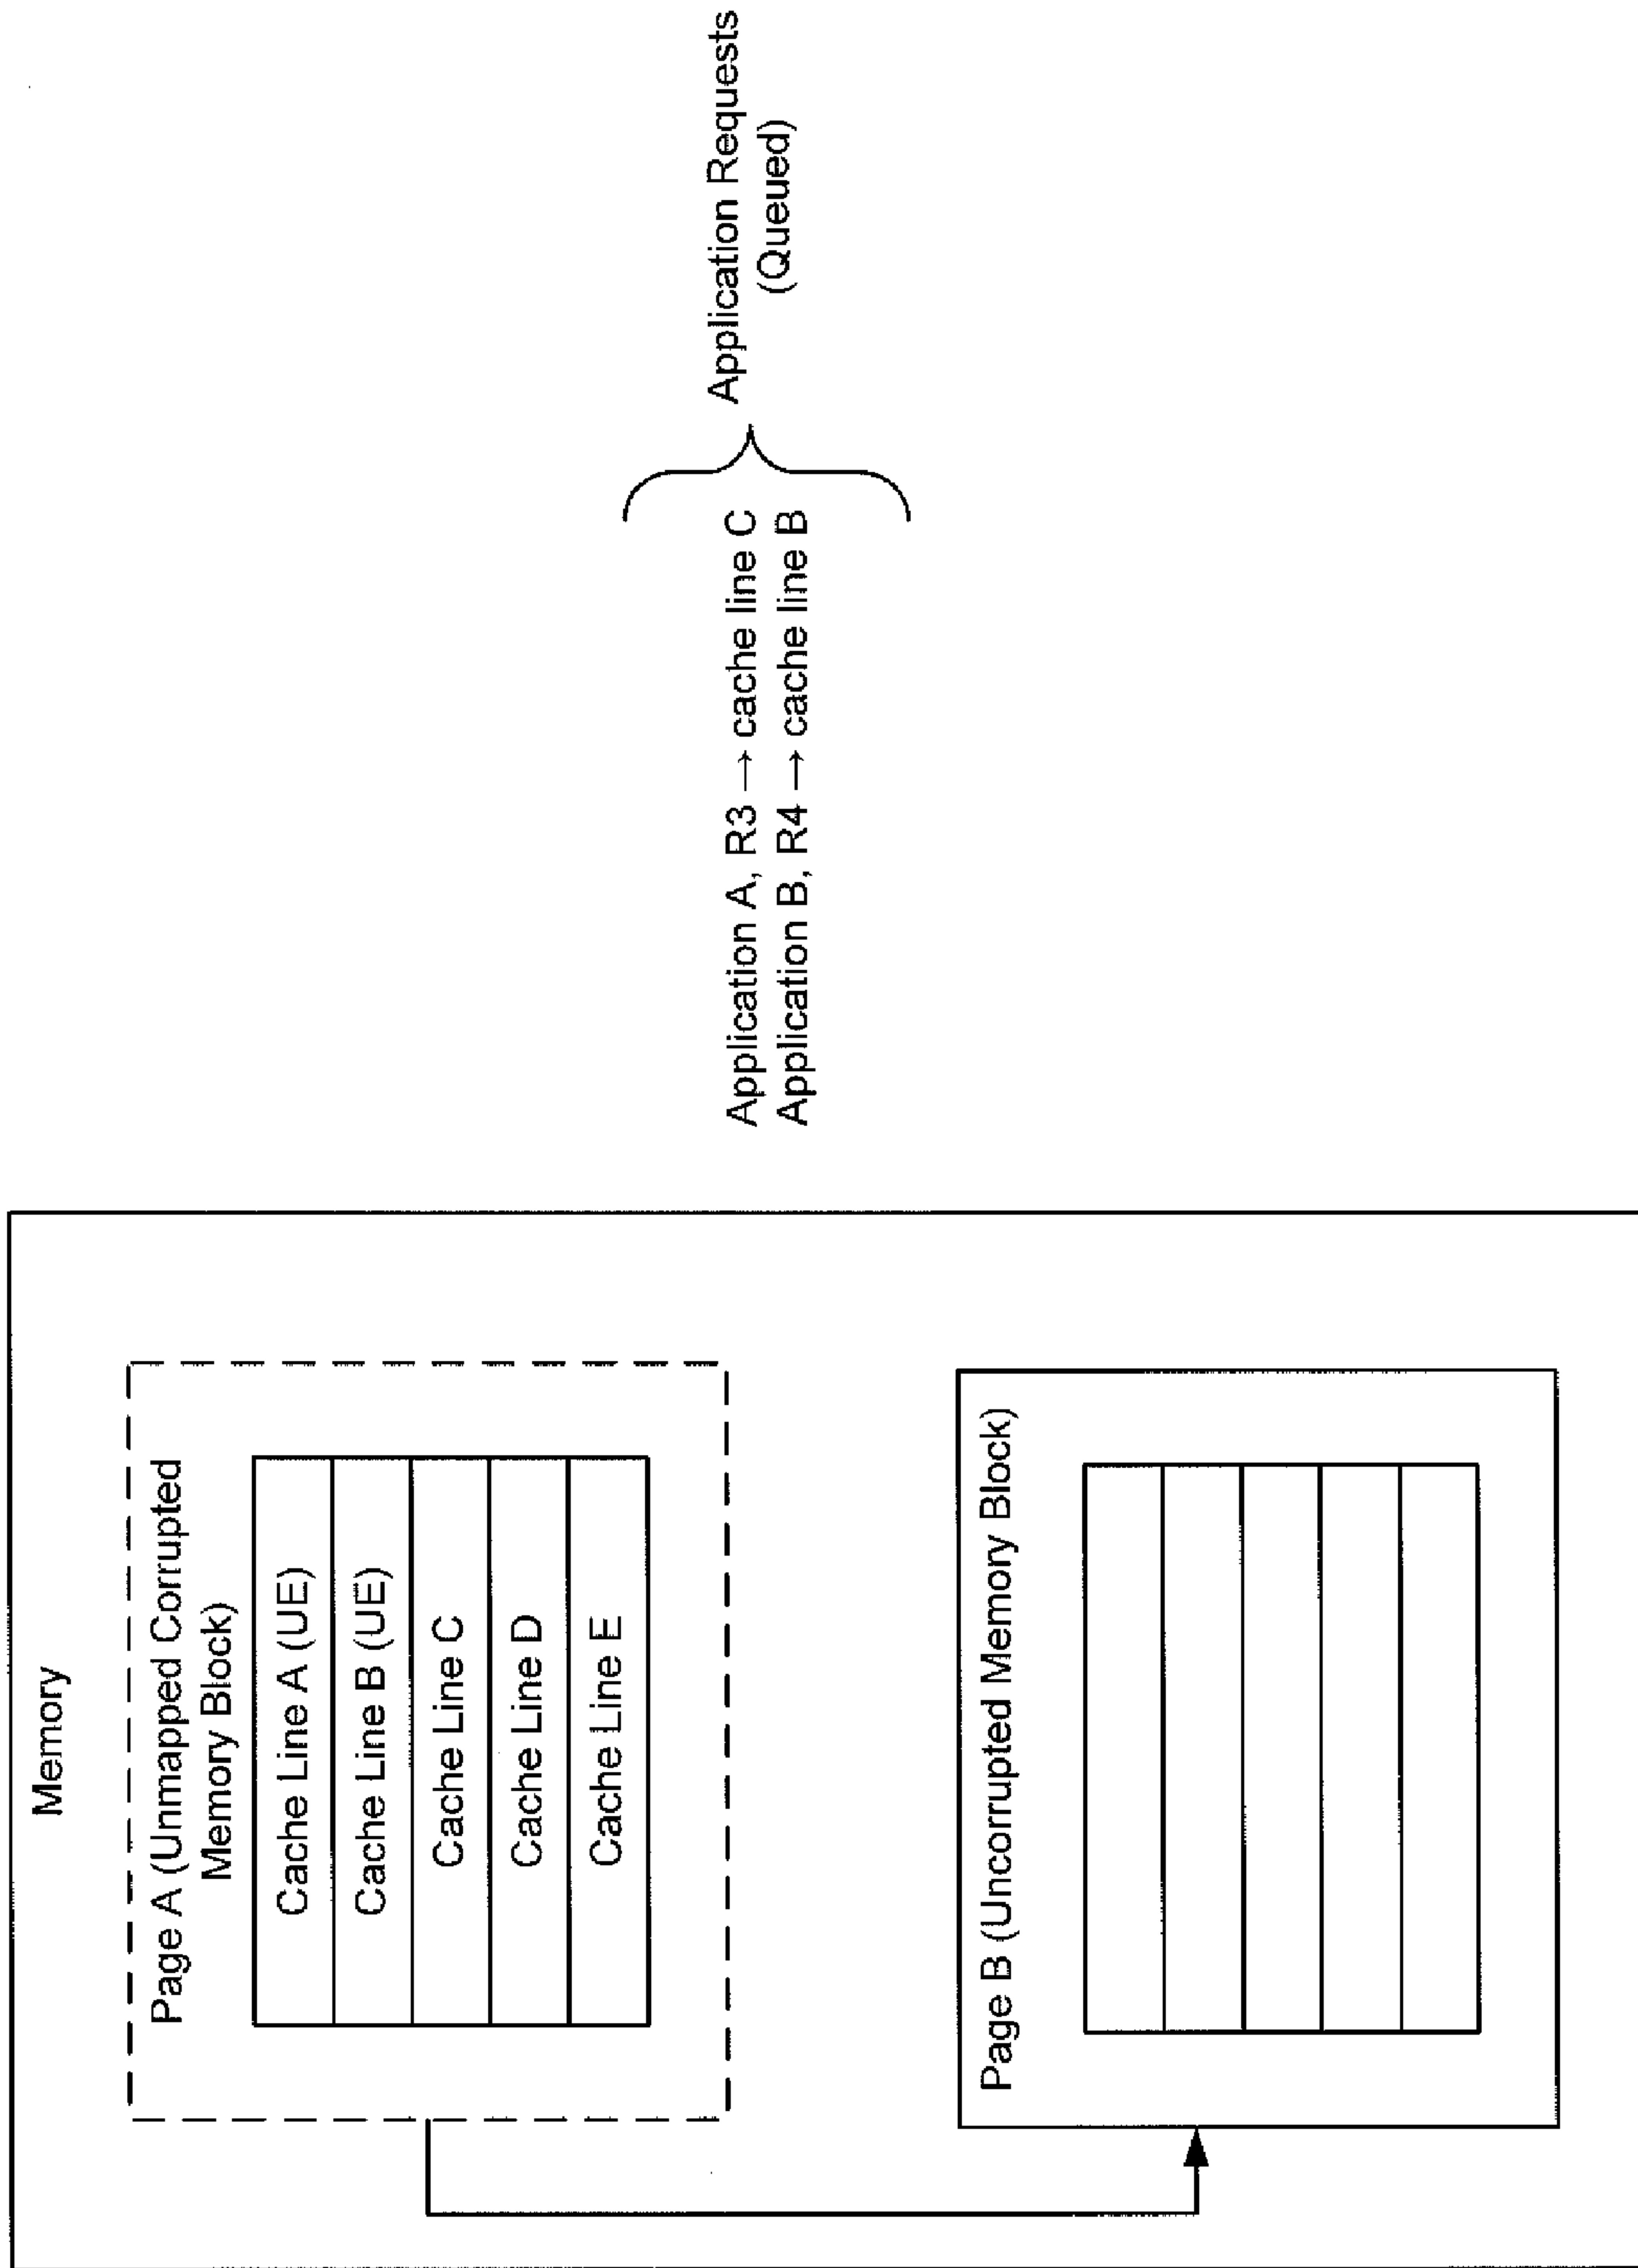 Memory
Page A (Unmapped Corrupted
Memory Block)
Cache Line A (UE)
Cache Line B (UE)
Cache Line C
Cache Line D
Cache Line E
Page B (Uncorrupted Memory Block)
Application A, R3 → cache line C
Application B, R4 → cache line B
Application Requests
(Queued)